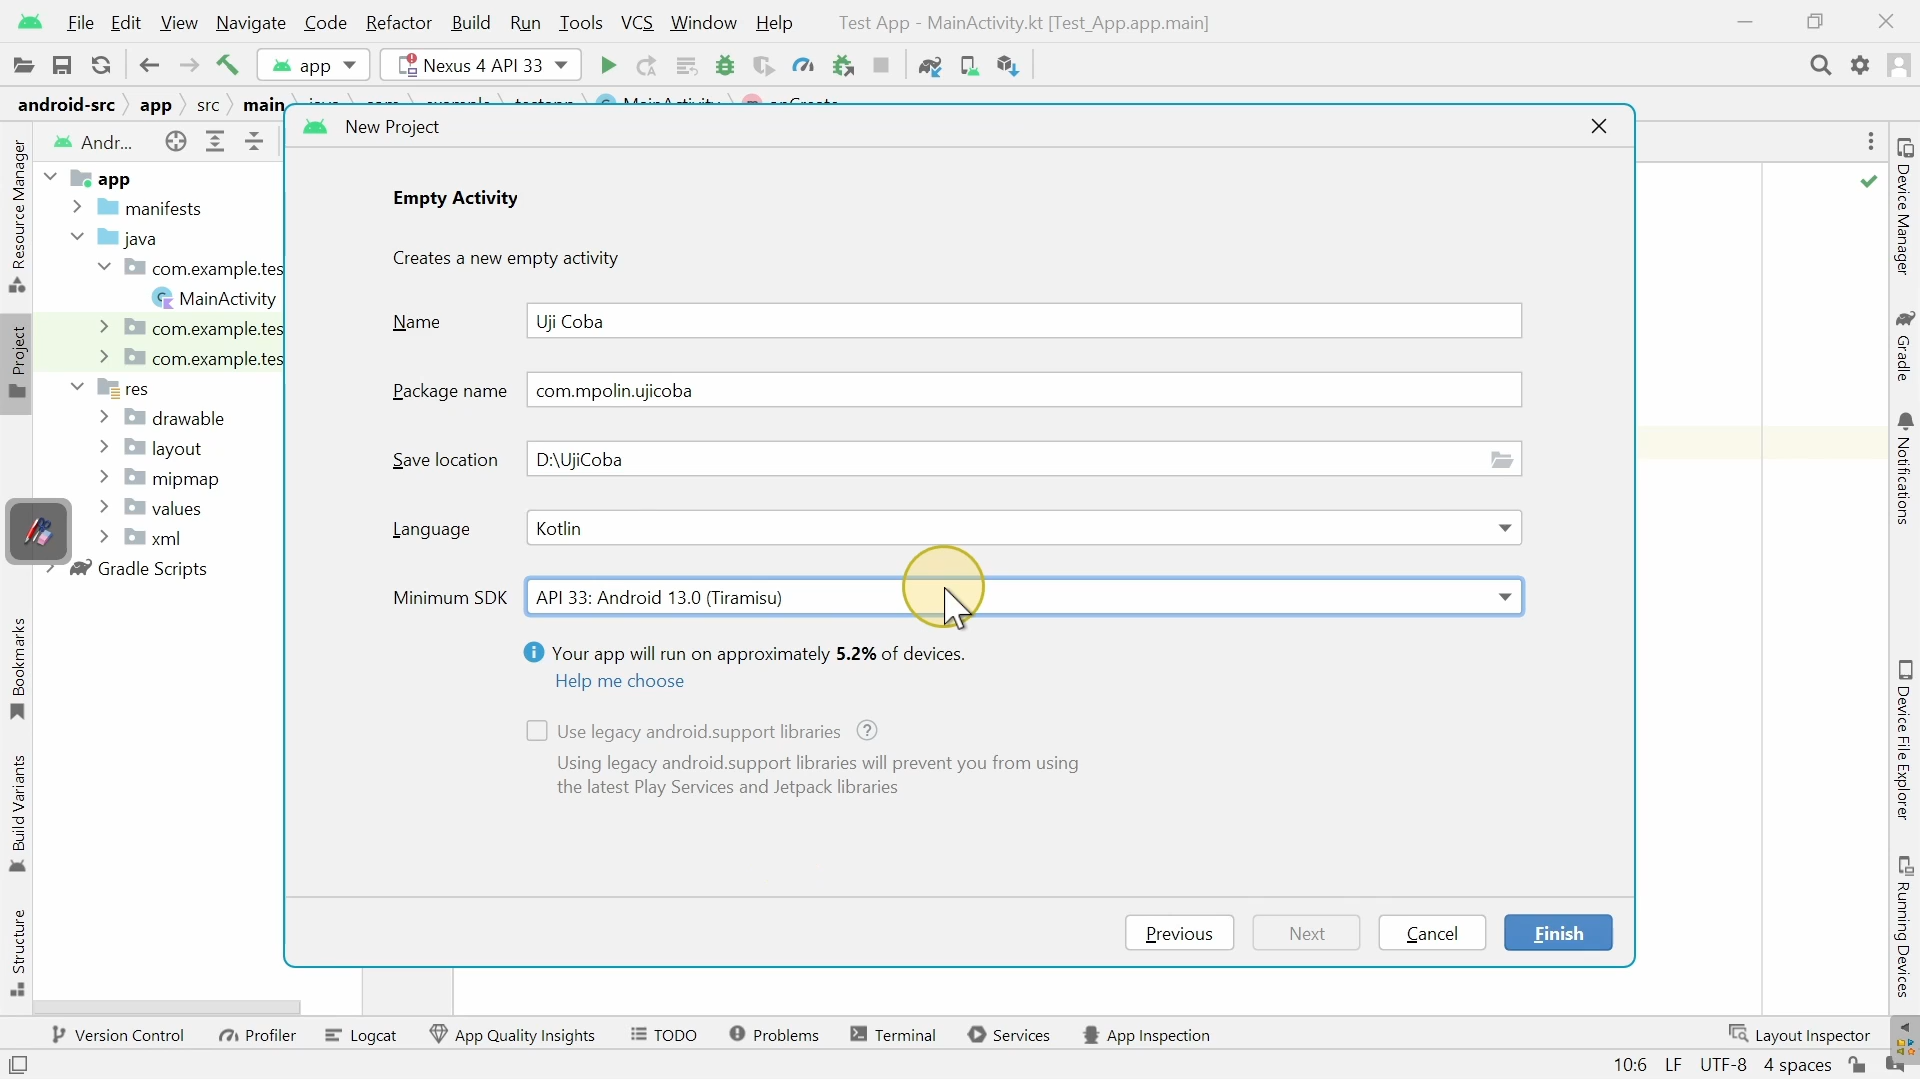 File Edit View Navigate Code Refactor Build Run Tools VCS Window Help Test App - MainActivity.kt [Test_App.app.main]
app Nexus 4 API 33
android-src app src main
Andr...
New Project
app
manifests
java
com.example.tes
MainActivity
com.example.tes
com.example.tes
res
drawable
layout
mipmap
values
xml
Gradle Scripts
Resource Manager
Project
Bookmarks
Build Variants
Structure
Empty Activity
Creates a new empty activity
Name Uji Coba
Package name com.mpolin.ujicoba
Save location D:\UjiCoba
Language Kotlin
Minimum SDK API 33: Android 13.0 (Tiramisu)
Your app will run on approximately 5.2% of devices.
Help me choose
Use legacy android.support libraries ?
Using legacy android.support libraries will prevent you from using
the latest Play Services and Jetpack libraries
Previous Next Cancel Finish
Device Manager
Gradle
Notifications
Device File Explorer
Running Devices
Version Control Profiler Logcat App Quality Insights TODO Problems Terminal Services App Inspection Layout Inspector
10:6 LF UTF-8 4 spaces